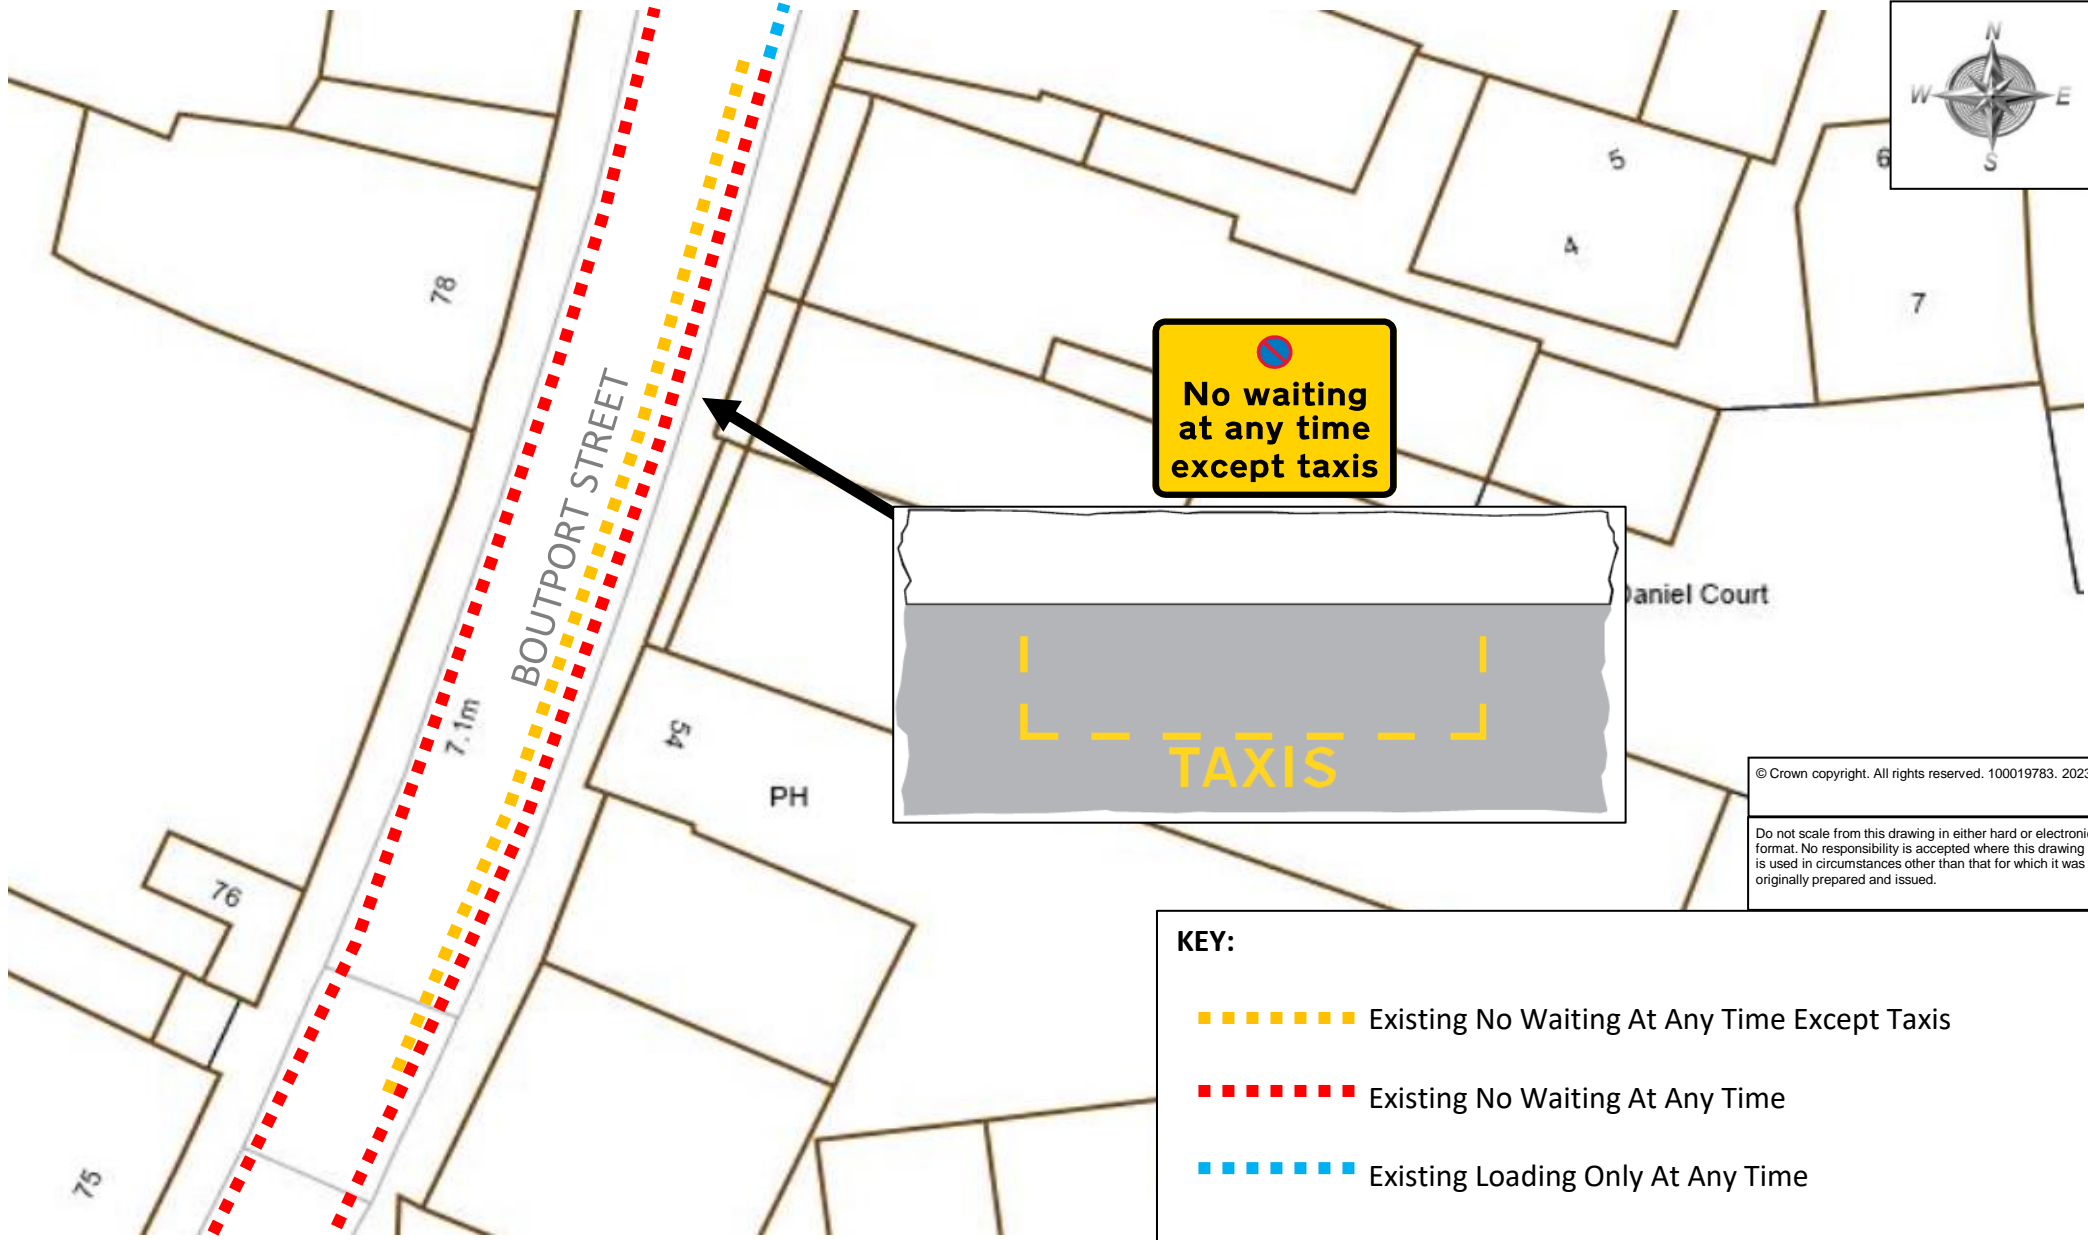 N
W E
S
5
6
4
7
78
No waiting
at any time
except taxis
BOUTPORT STREET
Daniel Court
7.1m
54
PH
TAXIS
© Crown copyright. All rights reserved. 100019783. 2023
Do not scale from this drawing in either hard or electronic
format. No responsibility is accepted where this drawing
is used in circumstances other than that for which it was
originally prepared and issued.
76
75
KEY:
Existing No Waiting At Any Time Except Taxis
Existing No Waiting At Any Time
Existing Loading Only At Any Time